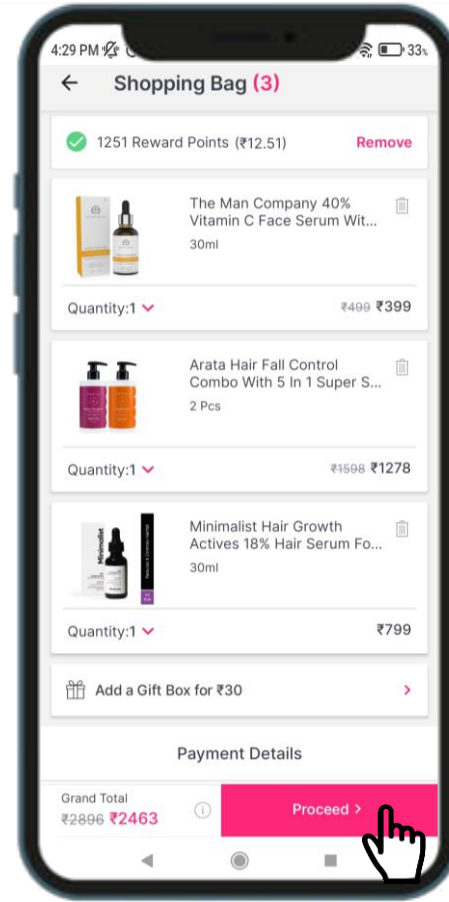 4:29 PM
33%
Shopping Bag (3)
1251 Reward Points (₹12.51) Remove
The Man Company 40%
Vitamin C Face Serum Wit...
30ml
Quantity:1 ₹499 ₹399
Arata Hair Fall Control
Combo With 5 In 1 Super S...
2 Pcs
Quantity:1 ₹1598 ₹1278
Minimalist
Minimalist Hair Growth
Actives 18% Hair Serum Fo...
30ml
Quantity:1 ₹799
Add a Gift Box for ₹30 >
Payment Details
Grand Total
₹2896 ₹2463
Proceed >